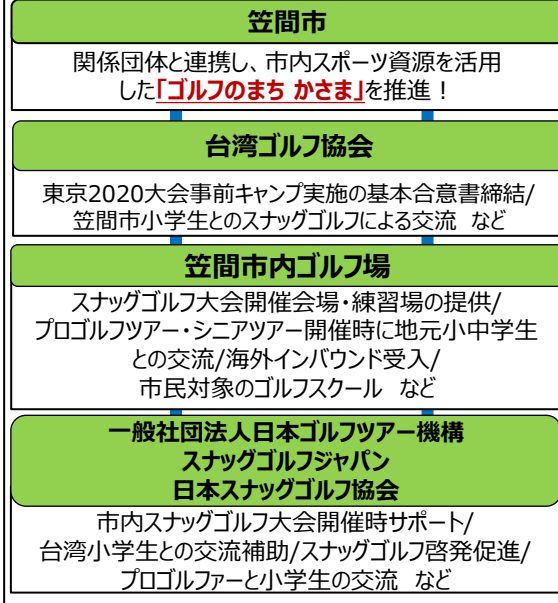 笠間市
関係団体と連携し、市内スポーツ資源を活用
した「ゴルフのまち かさま」を推進！
台湾ゴルフ協会
東京2020大会事前キャンプ実施の基本合意書締結/
笠間市小学生とのスナッグゴルフによる交流 など
笠間市内ゴルフ場
スナッグゴルフ大会開催会場・練習場の提供/
プロゴルフツアー・シニアツアー開催時に地元小中学生
との交流/海外インバウンド受入/
市民対象のゴルフスクール など
一般社団法人日本ゴルフツアー機構
スナッグゴルフジャパン
日本スナッグゴルフ協会
市内スナッグゴルフ大会開催時サポート/
台湾小学生との交流補助/スナッグゴルフ啓発促進/
プロゴルファーと小学生の交流 など